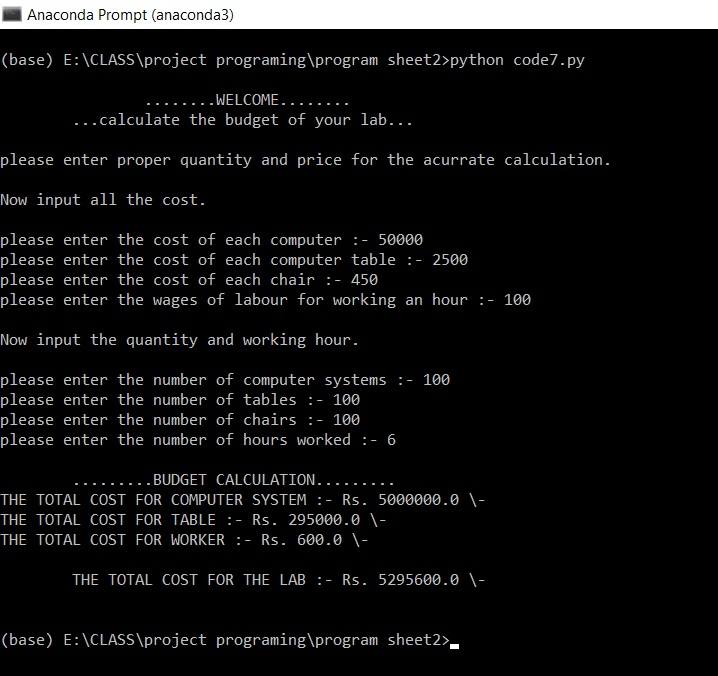 Anaconda Prompt (anaconda3)
(base) E:\CLASS\project programing\program sheet2>python code7.py
........WELCOME........
...calculate the budget of your lab...
please enter proper quantity and price for the acurrate calculation.
Now input all the cost.
please enter the cost of each computer :- 50000
please enter the cost of each computer table :- 2500
please enter the cost of each chair :- 450
please enter the wages of labour for working an hour :- 100
Now input the quantity and working hour.
please enter the number of computer systems :- 100
please enter the number of tables :- 100
please enter the number of chairs :- 100
please enter the number of hours worked :- 6
.........BUDGET CALCULATION.........
THE TOTAL COST FOR COMPUTER SYSTEM :- Rs. 5000000.0 \-
THE TOTAL COST FOR TABLE :- Rs. 295000.0 \-
THE TOTAL COST FOR WORKER :- Rs. 600.0 \-
THE TOTAL COST FOR THE LAB :- Rs. 5295600.0 \-
(base) E:\CLASS\project programing\program sheet2>